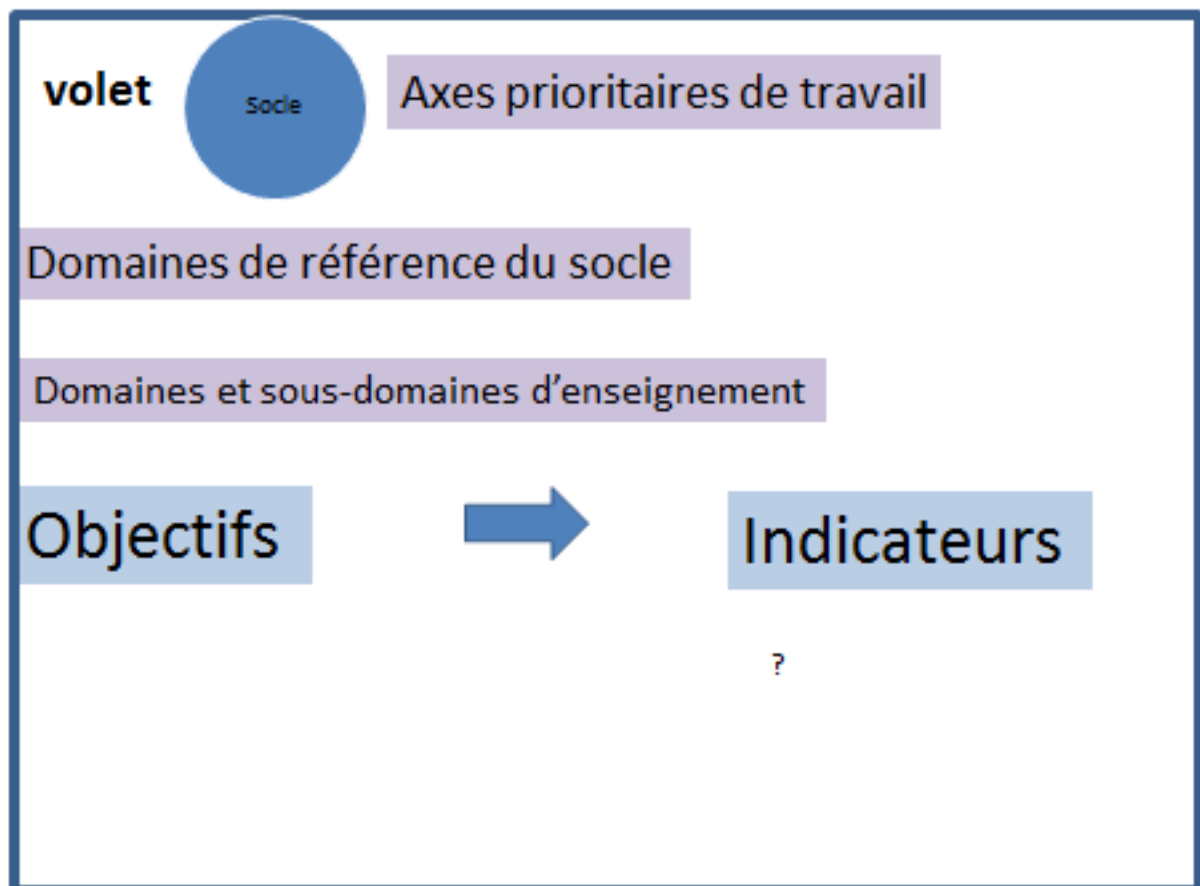 volet
Socle
Axes prioritaires de travail
Domaines de référence du socle
Domaines et sous-domaines d'enseignement
Objectifs
Indicateurs
?